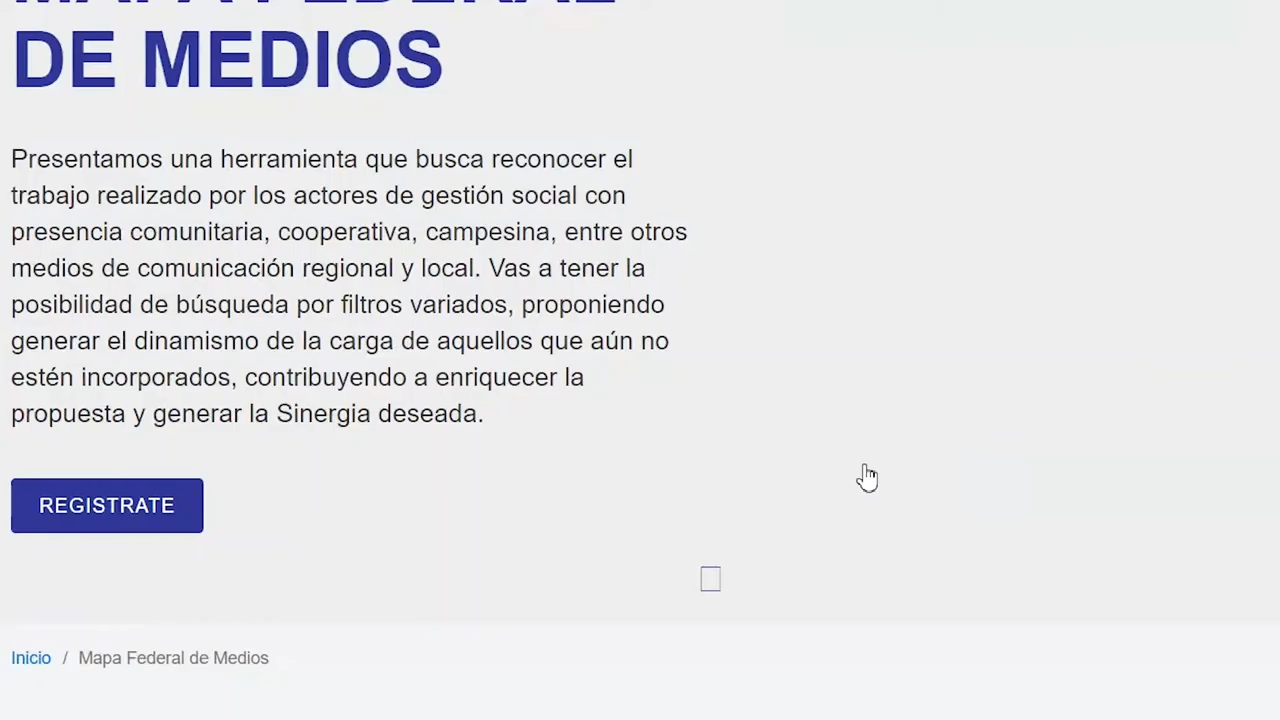 MAPA FEDERAL
DE MEDIOS
Presentamos una herramienta que busca reconocer el
trabajo realizado por los actores de gestión social con
presencia comunitaria, cooperativa, campesina, entre otros
medios de comunicación regional y local. Vas a tener la
posibilidad de búsqueda por filtros variados, proponiendo
generar el dinamismo de la carga de aquellos que aún no
estén incorporados, contribuyendo a enriquecer la
propuesta y generar la Sinergia deseada.
REGISTRATE
Inicio / Mapa Federal de Medios